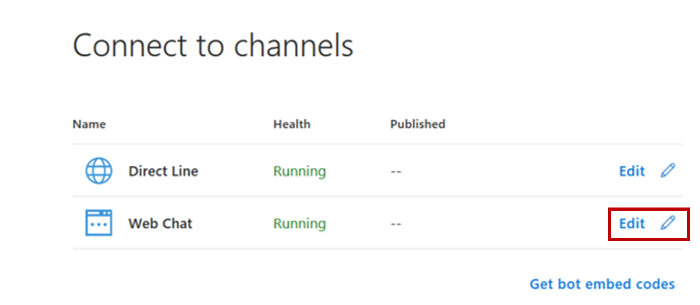 Connect to channels
Name Health Published
Direct Line Running -- Edit
Web Chat Running -- Edit
Get bot embed codes